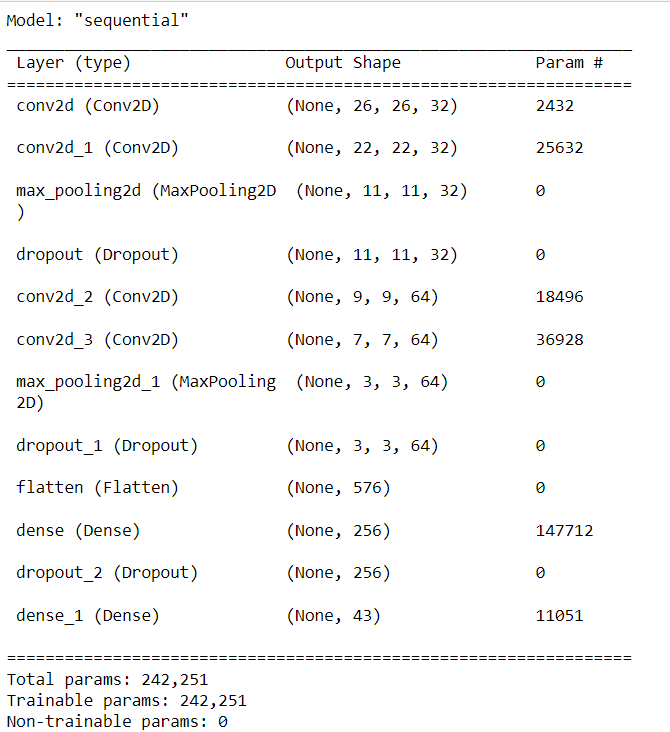 Model: "sequential"
Layer (type) Output Shape Param #
conv2d (Conv2D) (None, 26, 26, 32) 2432
conv2d_1 (Conv2D) (None, 22, 22, 32) 25632
max_pooling2d (MaxPooling2D (None, 11, 11, 32) 0
)
dropout (Dropout) (None, 11, 11, 32) 0
conv2d_2 (Conv2D) (None, 9, 9, 64) 18496
conv2d_3 (Conv2D) (None, 7, 7, 64) 36928
max_pooling2d_1 (MaxPooling (None, 3, 3, 64) 0
2D)
dropout_1 (Dropout) (None, 3, 3, 64) 0
flatten (Flatten) (None, 576) 0
dense (Dense) (None, 256) 147712
dropout_2 (Dropout) (None, 256) 0
dense_1 (Dense) (None, 43) 11051
Total params: 242,251
Trainable params: 242,251
Non-trainable params: 0